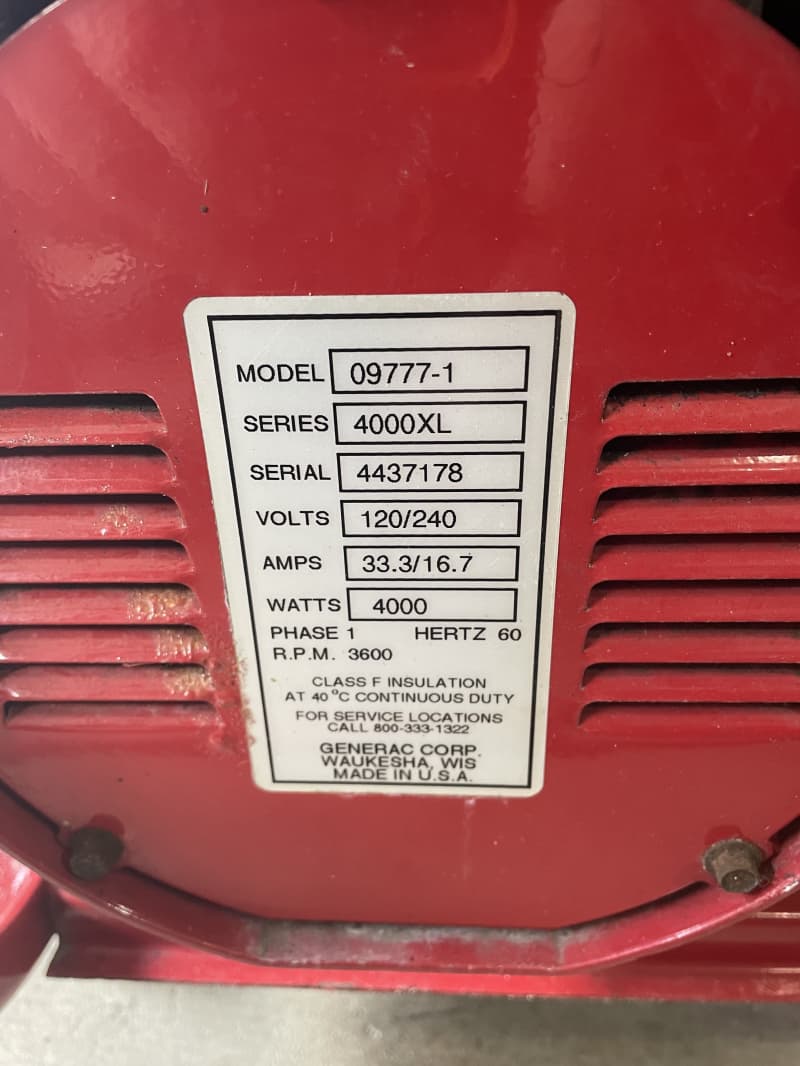 MODEL 09777-1
SERIES 4000XL
SERIAL 4437178
VOLTS 120/240
AMPS 33.3/16.7
WATTS 4000
PHASE 1 HERTZ 60
R.P.M. 3600
CLASS F INSULATION
AT 40 °C CONTINUOUS DUTY
FOR SERVICE LOCATIONS
CALL 800-333-1322
GENERAC CORP.
WAUKESHA, WIS
MADE IN U.S.A.